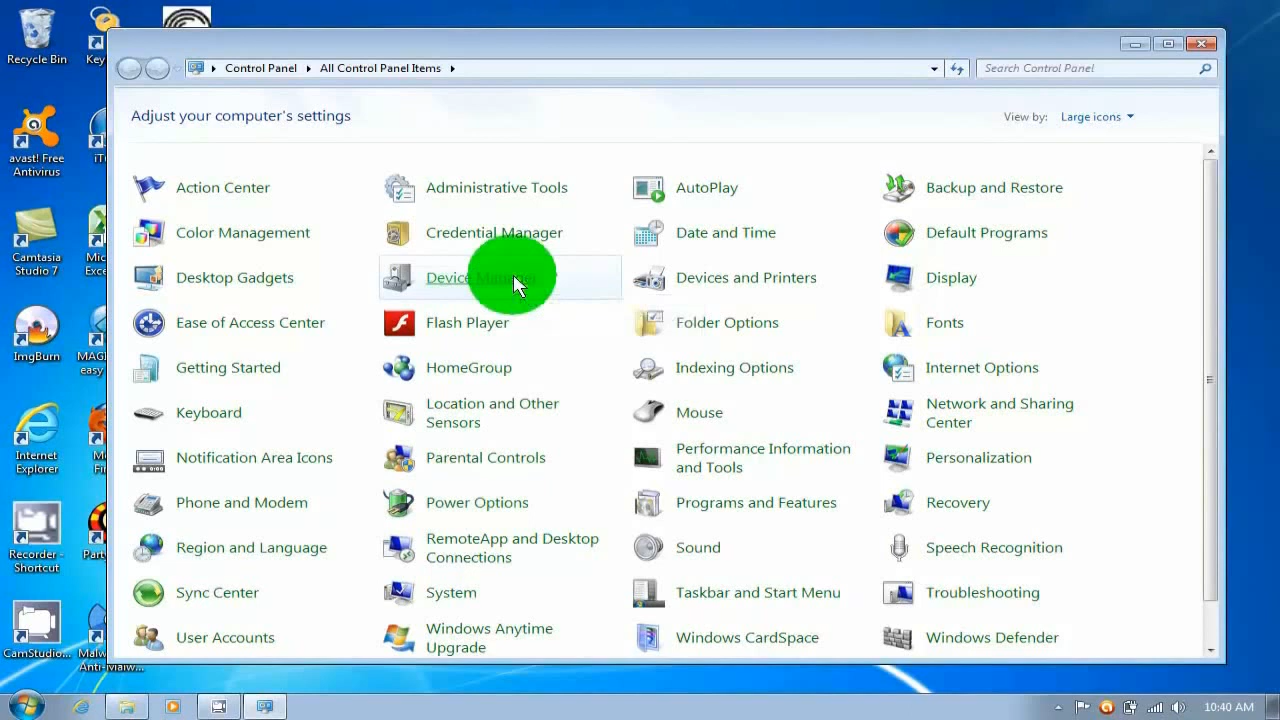 Recycle Bin
Key
avast! Free
Antivirus
iT
Camtasia
Studio 7
Mic
Exce
ImgBurn
MAGI
easy
Internet
Explorer
M
Fi
Recorder -
Shortcut
Party
CamStudio...
Malw
Anti-Malw...
Control Panel
All Control Panel Items
Search Control Panel
Adjust your computer's settings
View by: Large icons
Action Center
Administrative Tools
AutoPlay
Backup and Restore
Color Management
Credential Manager
Date and Time
Default Programs
Desktop Gadgets
Device Manager
Devices and Printers
Display
Ease of Access Center
Flash Player
Folder Options
Fonts
Getting Started
HomeGroup
Indexing Options
Internet Options
Keyboard
Location and Other
Sensors
Mouse
Network and Sharing
Center
Notification Area Icons
Parental Controls
Performance Information
and Tools
Personalization
Phone and Modem
Power Options
Programs and Features
Recovery
Region and Language
RemoteApp and Desktop
Connections
Sound
Speech Recognition
Sync Center
System
Taskbar and Start Menu
Troubleshooting
User Accounts
Windows Anytime
Upgrade
Windows CardSpace
Windows Defender
10:40 AM